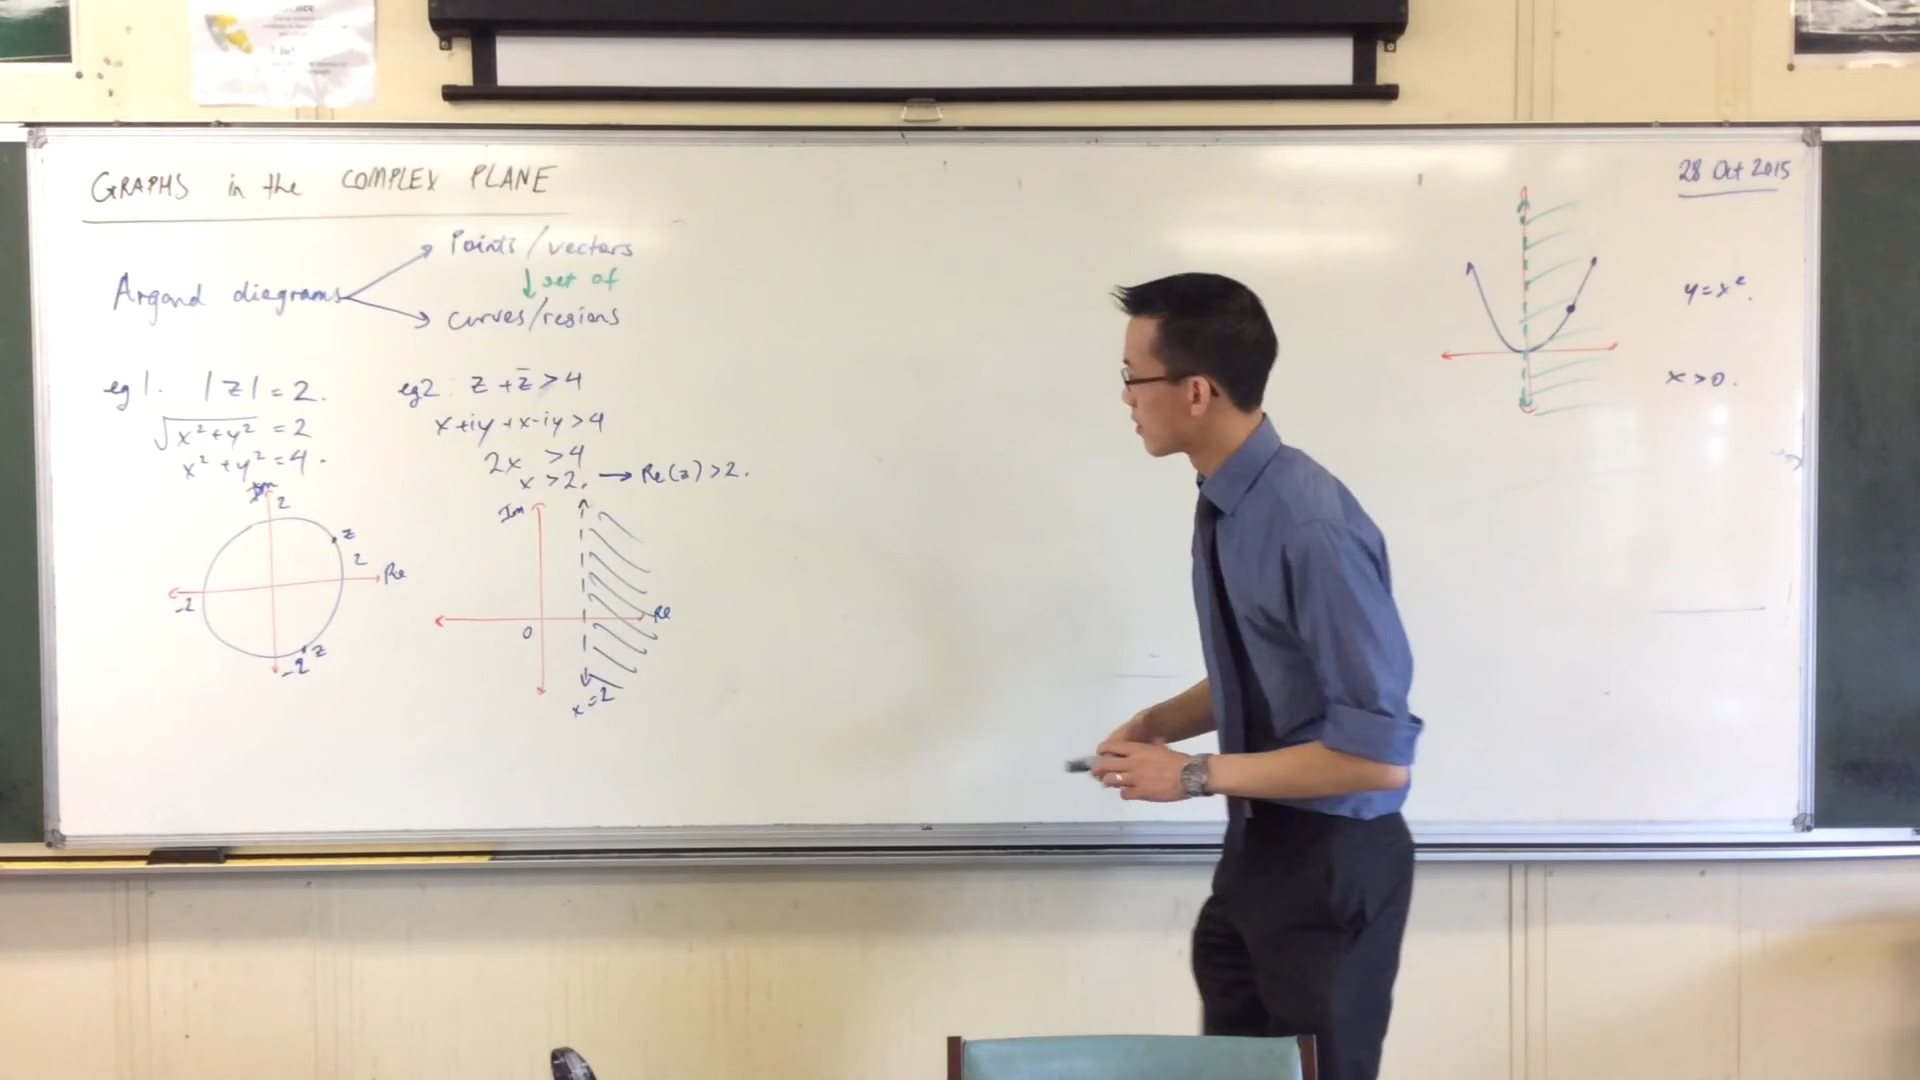 GRAPHS in the COMPLEX PLANE
28 Oct 2015
Argand diagrams
Points/vectors
↓ set of
curves/regions
eg 1. |z| = 2.
√x²+y² = 2
x² + y² = 4.
Im
2
z
2
Re
-2
z
-2
eg2: z + z̄ > 4
x+iy + x-iy > 4
2x > 4
x > 2. → Re(z) > 2.
Im
Re
0
x=2
y = x².
x > 0.